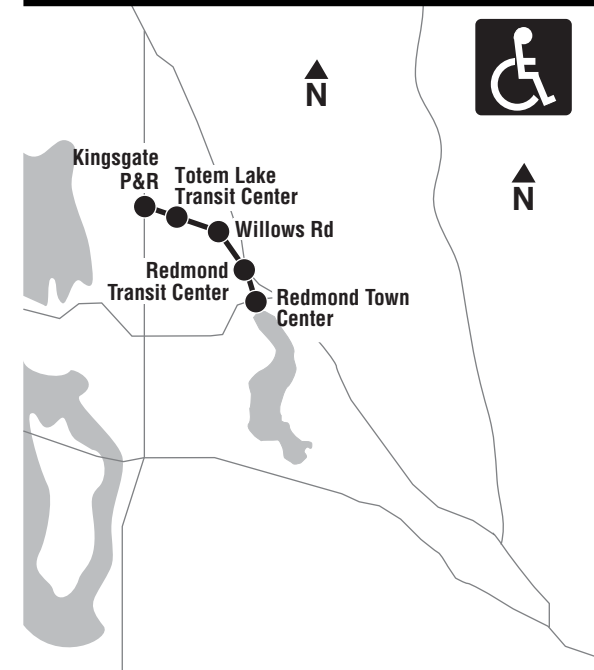 N
N
Kingsgate
P&R
Totem Lake
Transit Center
Willows Rd
Redmond
Transit Center
Redmond Town
Center